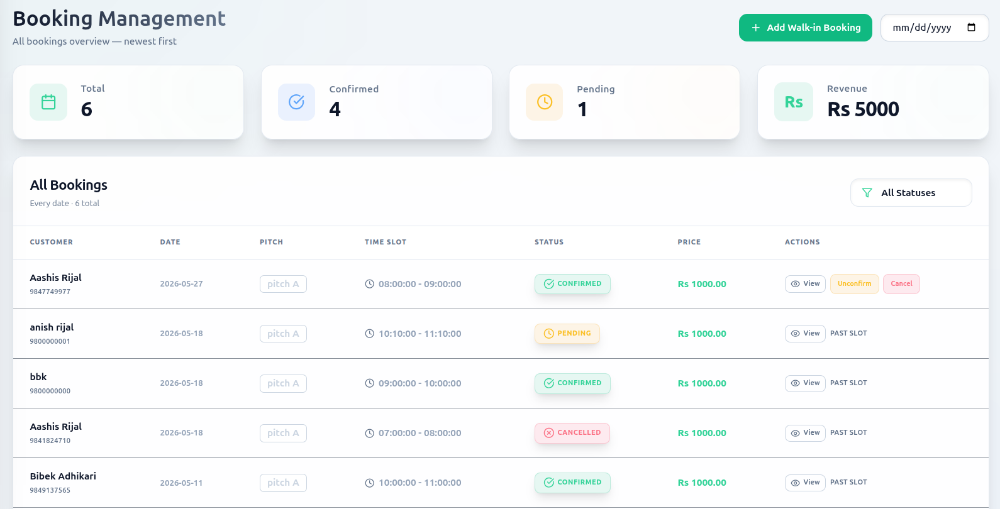 Booking Management
All bookings overview — newest first
+ Add Walk-in Booking
mm/dd/yyyy
Total
6
Confirmed
4
Pending
1
Rs
Revenue
Rs 5000
All Bookings
Every date · 6 total
All Statuses
CUSTOMER DATE PITCH TIME SLOT STATUS PRICE ACTIONS
Aashis Rijal
9847749977
2026-05-27 pitch A 08:00:00 - 09:00:00 CONFIRMED Rs 1000.00 View Unconfirm Cancel
anish rijal
9800000001
2026-05-18 pitch A 10:10:00 - 11:10:00 PENDING Rs 1000.00 View PAST SLOT
bbk
9800000000
2026-05-18 pitch A 09:00:00 - 10:00:00 CONFIRMED Rs 1000.00 View PAST SLOT
Aashis Rijal
9841824710
2026-05-18 pitch A 07:00:00 - 08:00:00 CANCELLED Rs 1000.00 View PAST SLOT
Bibek Adhikari
9849137565
2026-05-11 pitch A 10:00:00 - 11:00:00 CONFIRMED Rs 1000.00 View PAST SLOT